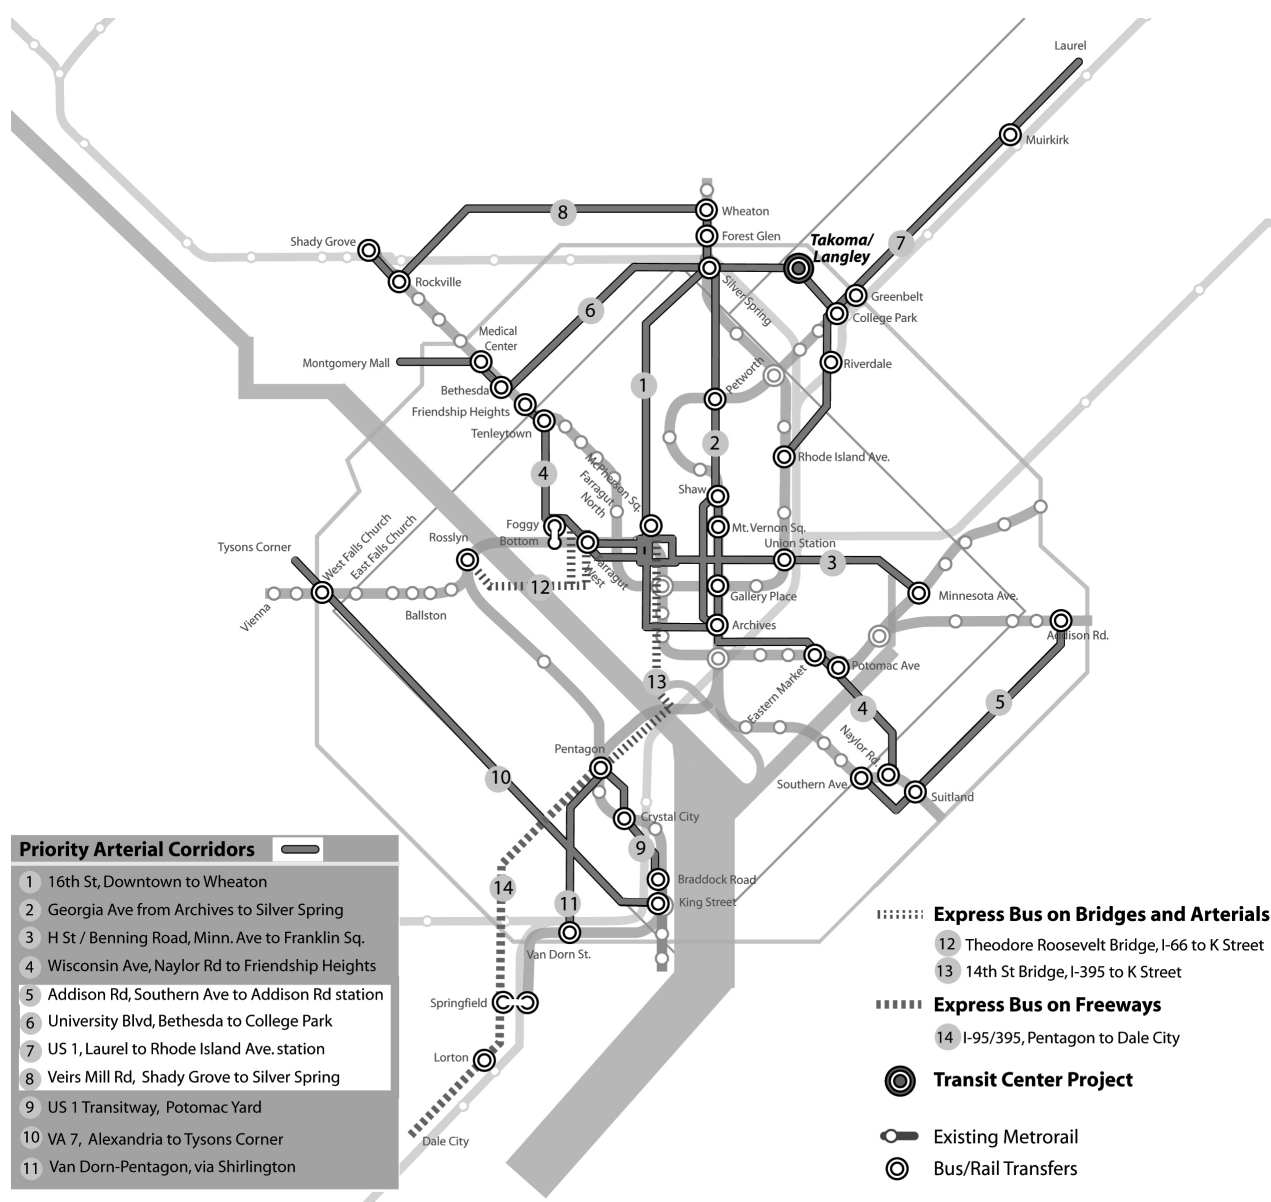 Laurel
Muirkirk
8
Wheaton
Shady Grove
Forest Glen
Takoma/
Langley
7
Rockville
Silver Spring
Greenbelt
6
College Park
Medical
Center
Montgomery Mall
Petworth
Riverdale
Bethesda
1
Friendship Heights
Tenleytown
2
Rhode Island Ave.
4
McPherson Sq.
Farragut
North
Shaw
Foggy
Bottom
Mt. Vernon Sq.
Rosslyn
West Falls Church
East Falls Church
Tysons Corner
Union Station
3
Farragut
West
12
Gallery Place
Minnesota Ave.
Vienna
Ballston
Archives
Addison Rd.
Eastern Market
Potomac Ave
13
4
5
Naylor Rd.
Pentagon
10
Southern Ave.
Suitland
Crystal City
9
Braddock Road
14
11
King Street
Van Dorn St.
Springfield
Lorton
Dale City
Priority Arterial Corridors
1 16th St, Downtown to Wheaton
2 Georgia Ave from Archives to Silver Spring
3 H St / Benning Road, Minn. Ave to Franklin Sq.
4 Wisconsin Ave, Naylor Rd to Friendship Heights
5 Addison Rd, Southern Ave to Addison Rd station
6 University Blvd, Bethesda to College Park
7 US 1, Laurel to Rhode Island Ave. station
8 Veirs Mill Rd, Shady Grove to Silver Spring
9 US 1 Transitway, Potomac Yard
10 VA 7, Alexandria to Tysons Corner
11 Van Dorn-Pentagon, via Shirlington
Express Bus on Bridges and Arterials
12 Theodore Roosevelt Bridge, I-66 to K Street
13 14th St Bridge, I-395 to K Street
Express Bus on Freeways
14 I-95/395, Pentagon to Dale City
Transit Center Project
Existing Metrorail
Bus/Rail Transfers